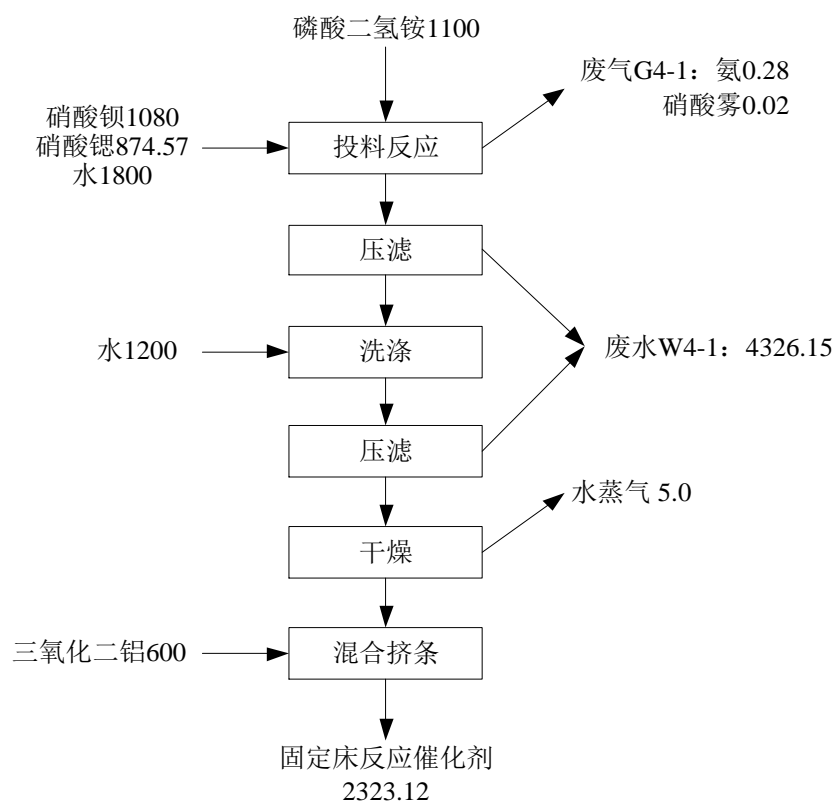 磷酸二氢铵1100
废气G4-1：氨0.28
硝酸雾0.02
硝酸钡1080
硝酸锶874.57
水1800
投料反应
压滤
水1200
洗涤
废水W4-1：4326.15
压滤
水蒸气 5.0
干燥
三氧化二铝600
混合挤条
固定床反应催化剂
2323.12